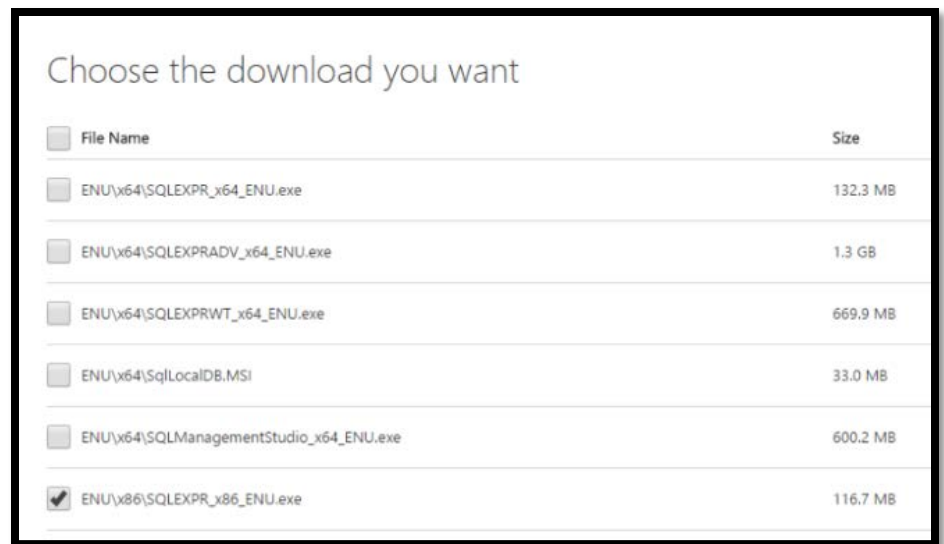 Choose the download you want
File Name Size
ENU\x64\SQLEXPR_x64_ENU.exe 132.3 MB
ENU\x64\SQLEXPRADV_x64_ENU.exe 1.3 GB
ENU\x64\SQLEXPRWT_x64_ENU.exe 669.9 MB
ENU\x64\SqlLocalDB.MSI 33.0 MB
ENU\x64\SQLManagementStudio_x64_ENU.exe 600.2 MB
ENU\x86\SQLEXPR_x86_ENU.exe 116.7 MB